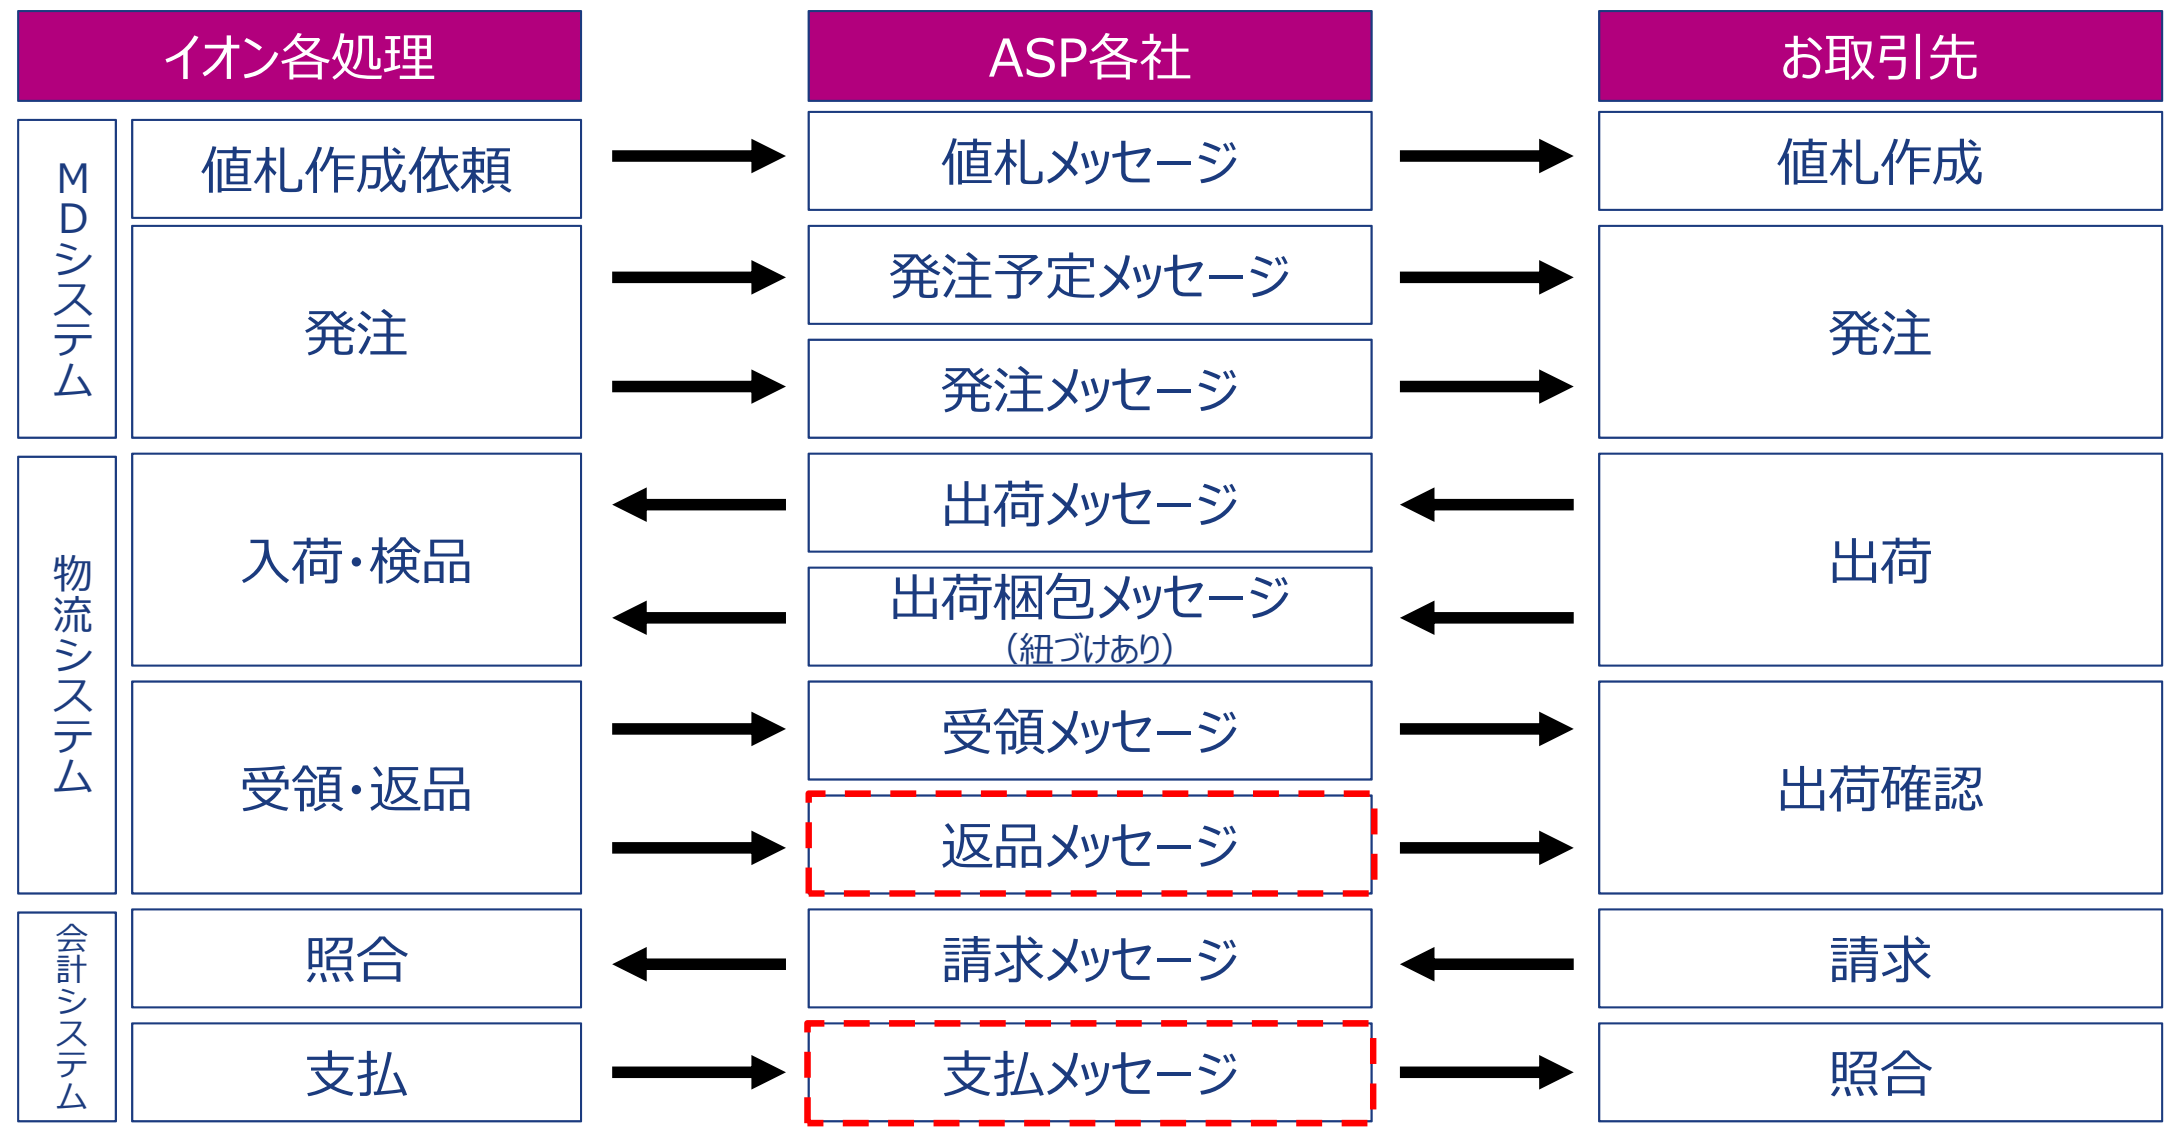 イオン各処理
ASP各社
お取引先
MDシステム
値札作成依頼
値札メッセージ
値札作成
発注
発注予定メッセージ
発注メッセージ
発注
物流システム
入荷・検品
出荷メッセージ
出荷梱包メッセージ
（紐づけあり）
出荷
受領・返品
受領メッセージ
返品メッセージ
出荷確認
会計システム
照合
請求メッセージ
請求
支払
支払メッセージ
照合